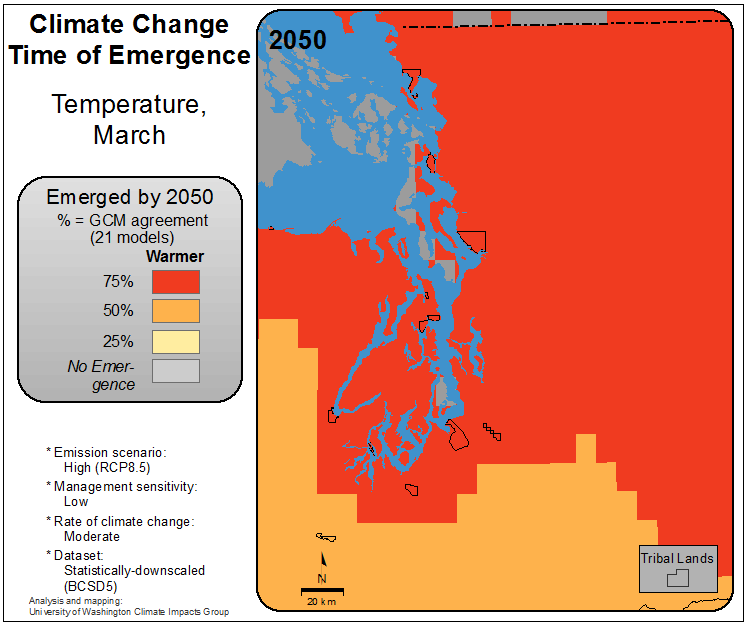 Climate Change
Time of Emergence
Temperature,
March
Emerged by 2050
% = GCM agreement
(21 models)
Warmer
75%
50%
25%
No Emer-
gence
* Emission scenario:
High (RCP8.5)
* Management sensitivity:
Low
* Rate of climate change:
Moderate
* Dataset:
Statistically-downscaled
(BCSD5)
Analysis and mapping:
University of Washington Climate Impacts Group
2050
N
20 km
Tribal Lands